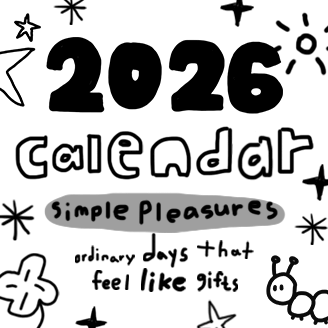 2026
calendar
simple pleasures
ordinary days that
feel like gifts